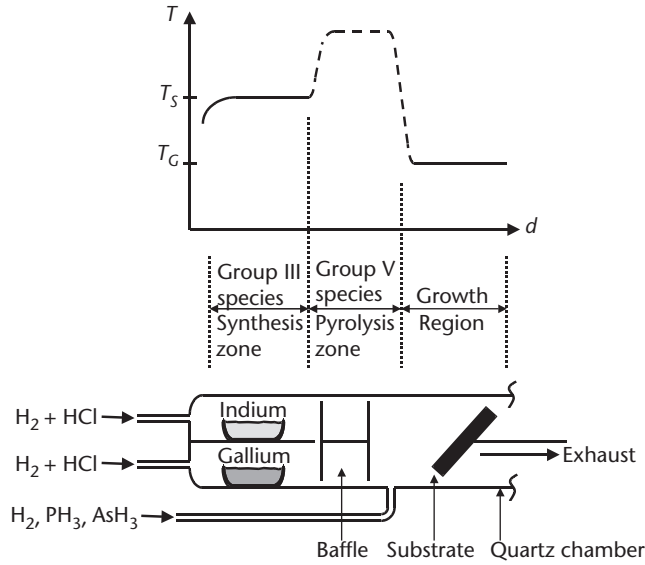 T
T_S
T_G
d
Group III
species
Synthesis
zone
Group V
species
Pyrolysis
zone
Growth
Region
H₂ + HCl
Indium
H₂ + HCl
Gallium
Exhaust
H₂, PH₃, AsH₃
Baffle
Substrate
Quartz chamber